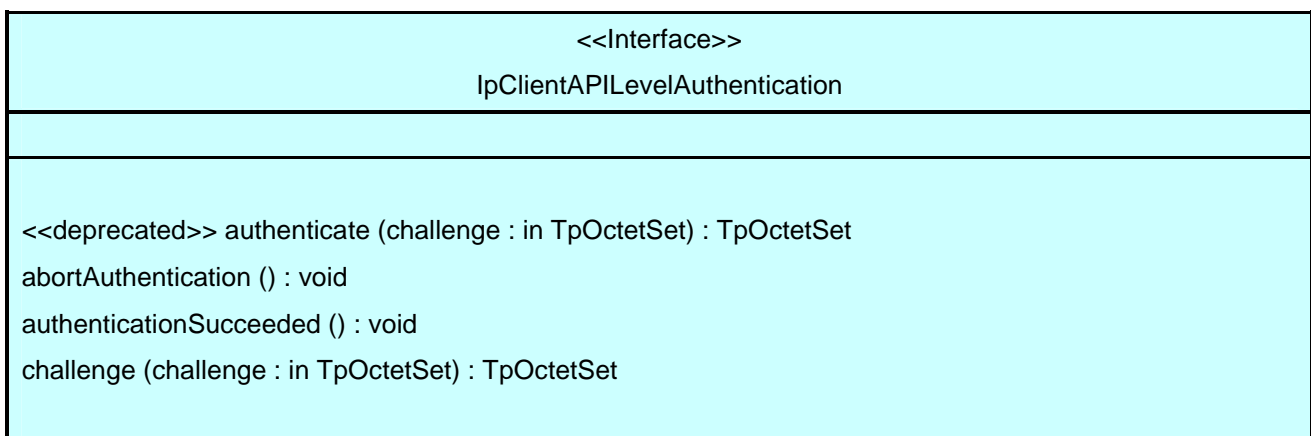 <<Interface>>
IpClientAPILevelAuthentication
<<deprecated>> authenticate (challenge : in TpOctetSet) : TpOctetSet
abortAuthentication () : void
authenticationSucceeded () : void
challenge (challenge : in TpOctetSet) : TpOctetSet